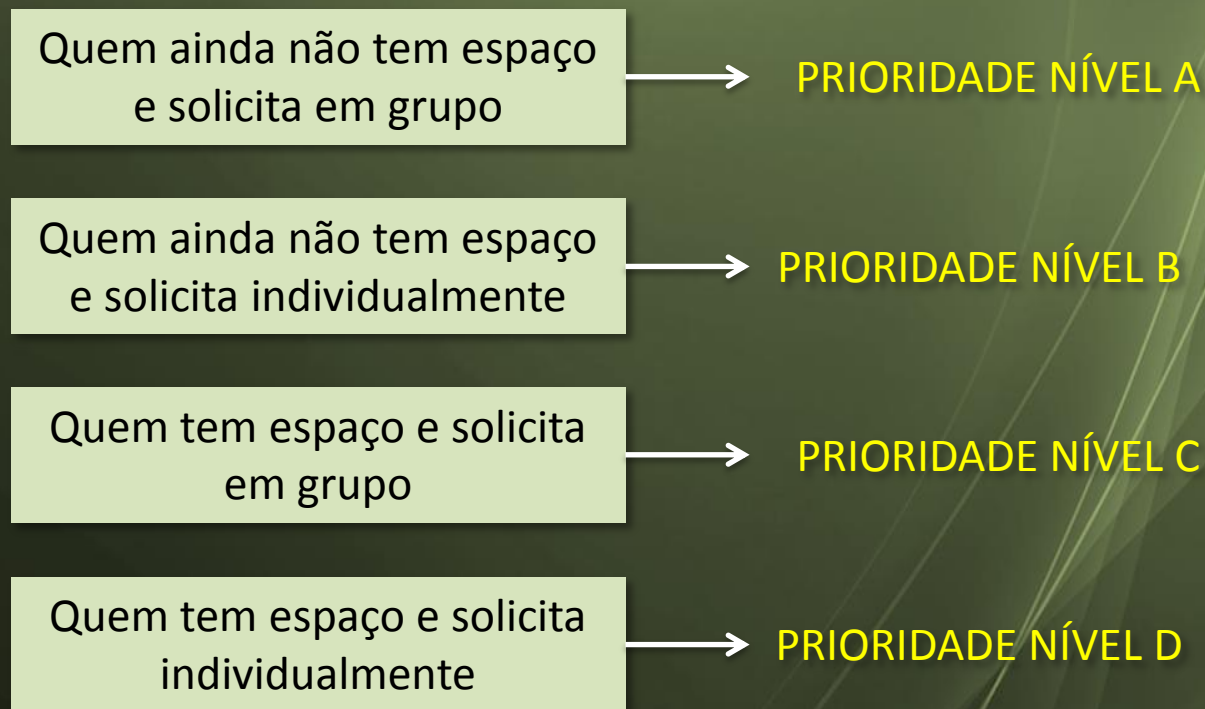 Quem ainda não tem espaço
e solicita em grupo
PRIORIDADE NÍVEL A
Quem ainda não tem espaço
e solicita individualmente
PRIORIDADE NÍVEL B
Quem tem espaço e solicita
em grupo
PRIORIDADE NÍVEL C
Quem tem espaço e solicita
individualmente
PRIORIDADE NÍVEL D